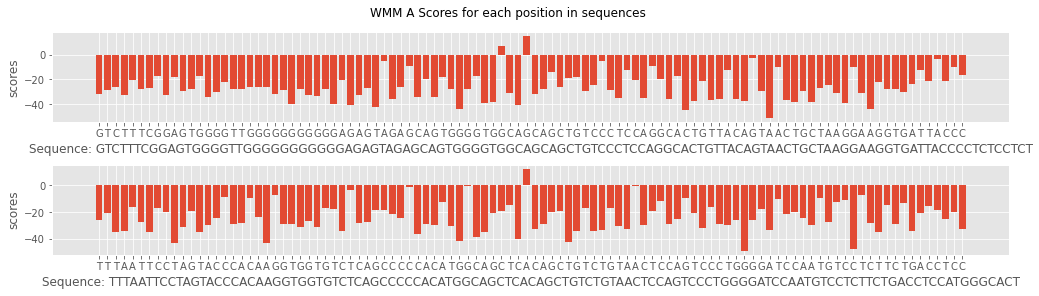 WMM A Scores for each position in sequences
0
−20
−40
scores
G T C T T T C G G A G T G G G G T T G G G G G G G G G G G A G A G T A G A G C A G T G G G G T G G C A G C A G C T G T C C C T C C A G G C A C T G T T A C A G T A A C T G C T A A G G A A G G T G A T T A C C C
Sequence: GTCTTTCGGAGTGGGGTTGGGGGGGGGGGAGAGTAGAGCAGTGGGGTGGCAGCAGCTGTCCCTCCAGGCACTGTTACAGTAACTGCTAAGGAAGGTGATTACCCCTCTCCTCT
0
−20
−40
scores
T T T A A T T C C T A G T A C C C A C A A G G T G G T G T C T C A G C C C C C A C A T G G C A G C T C A C A G C T G T C T G T A A C T C C A G T C C C T G G G G A T C C A A T G T C C T C T T C T G A C C T C C
Sequence: TTTAATTCCTAGTACCCACAAGGTGGTGTCTCAGCCCCCACATGGCAGCTCACAGCTGTCTGTAACTCCAGTCCCTGGGGATCCAATGTCCTCTTCTGACCTCCATGGGCACT